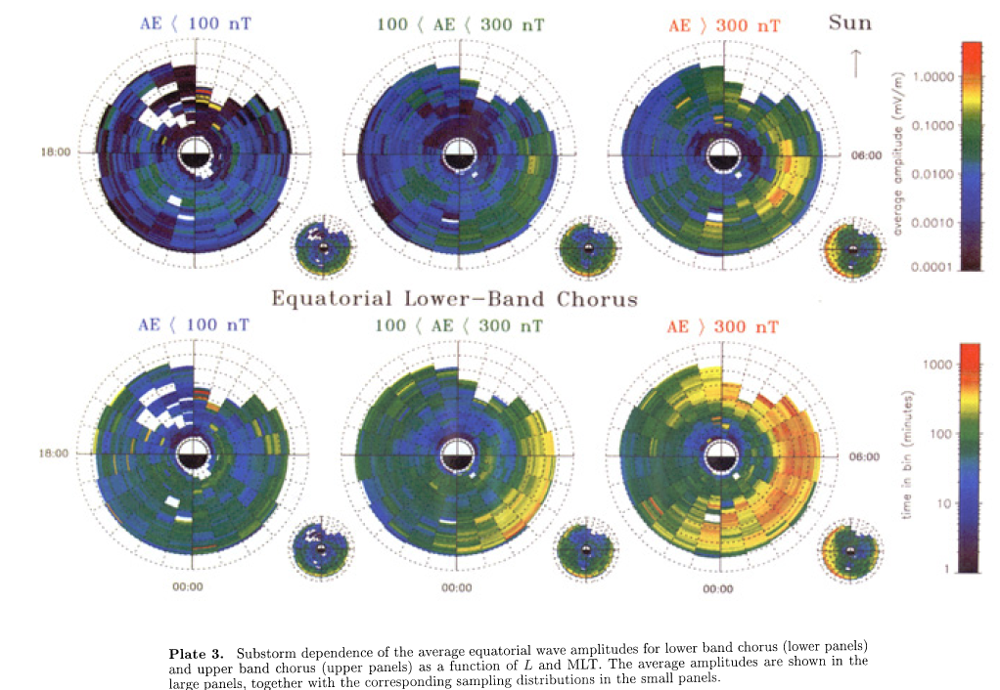 AE ⟨ 100 nT
100 ⟨ AE ⟨ 300 nT
AE ⟩ 300 nT
Sun
18:00
06:00
1.0000
0.1000
0.0100
0.0010
0.0001
average amplitude (mV/m)
Equatorial Lower-Band Chorus
AE ⟨ 100 nT
100 ⟨ AE ⟨ 300 nT
AE ⟩ 300 nT
18:00
06:00
1000
100
10
1
time in bin (minutes)
00:00
00:00
00:00
Plate 3. Substorm dependence of the average equatorial wave amplitudes for lower band chorus (lower panels)
and upper band chorus (upper panels) as a function of L and MLT. The average amplitudes are shown in the
large panels, together with the corresponding sampling distributions in the small panels.